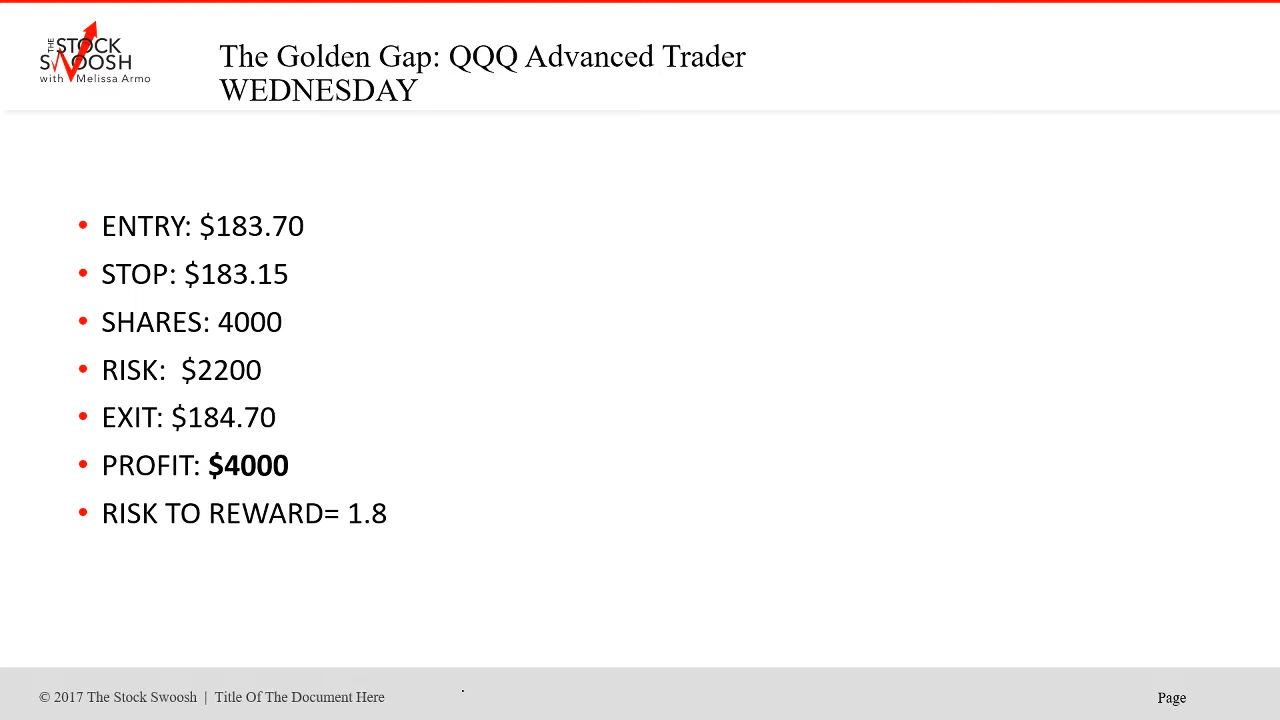 THE
STOCK
SWOOSH
with Melissa Armo
The Golden Gap: QQQ Advanced Trader
WEDNESDAY
• ENTRY: $183.70
• STOP: $183.15
• SHARES: 4000
• RISK:  $2200
• EXIT: $184.70
• PROFIT: $4000
• RISK TO REWARD= 1.8
© 2017 The Stock Swoosh | Title Of The Document Here
Page